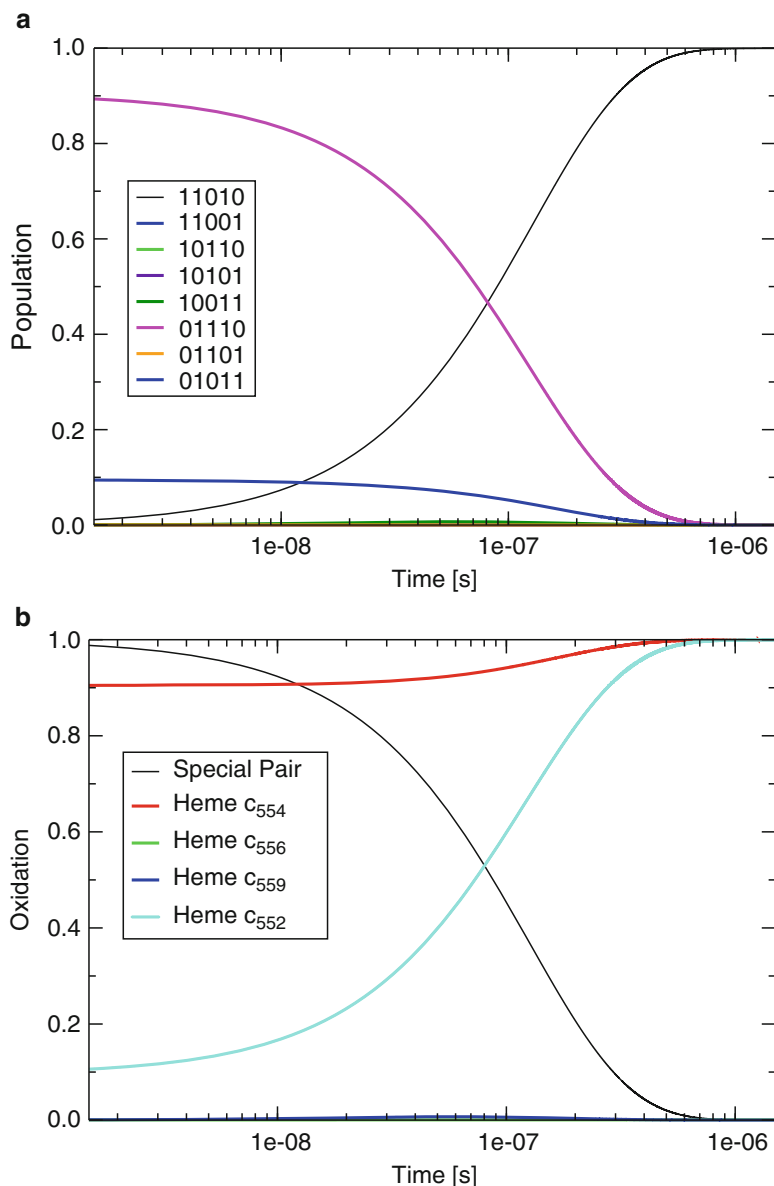 a
1.0
0.8
0.6
0.4
0.2
0.0
Population
11010
11001
10110
10101
10011
01110
01101
01011
1e-08
1e-07
1e-06
Time [s]
b
1.0
0.8
0.6
0.4
0.2
0.0
Oxidation
Special Pair
Heme c554
Heme c556
Heme c559
Heme c552
1e-08
1e-07
1e-06
Time [s]